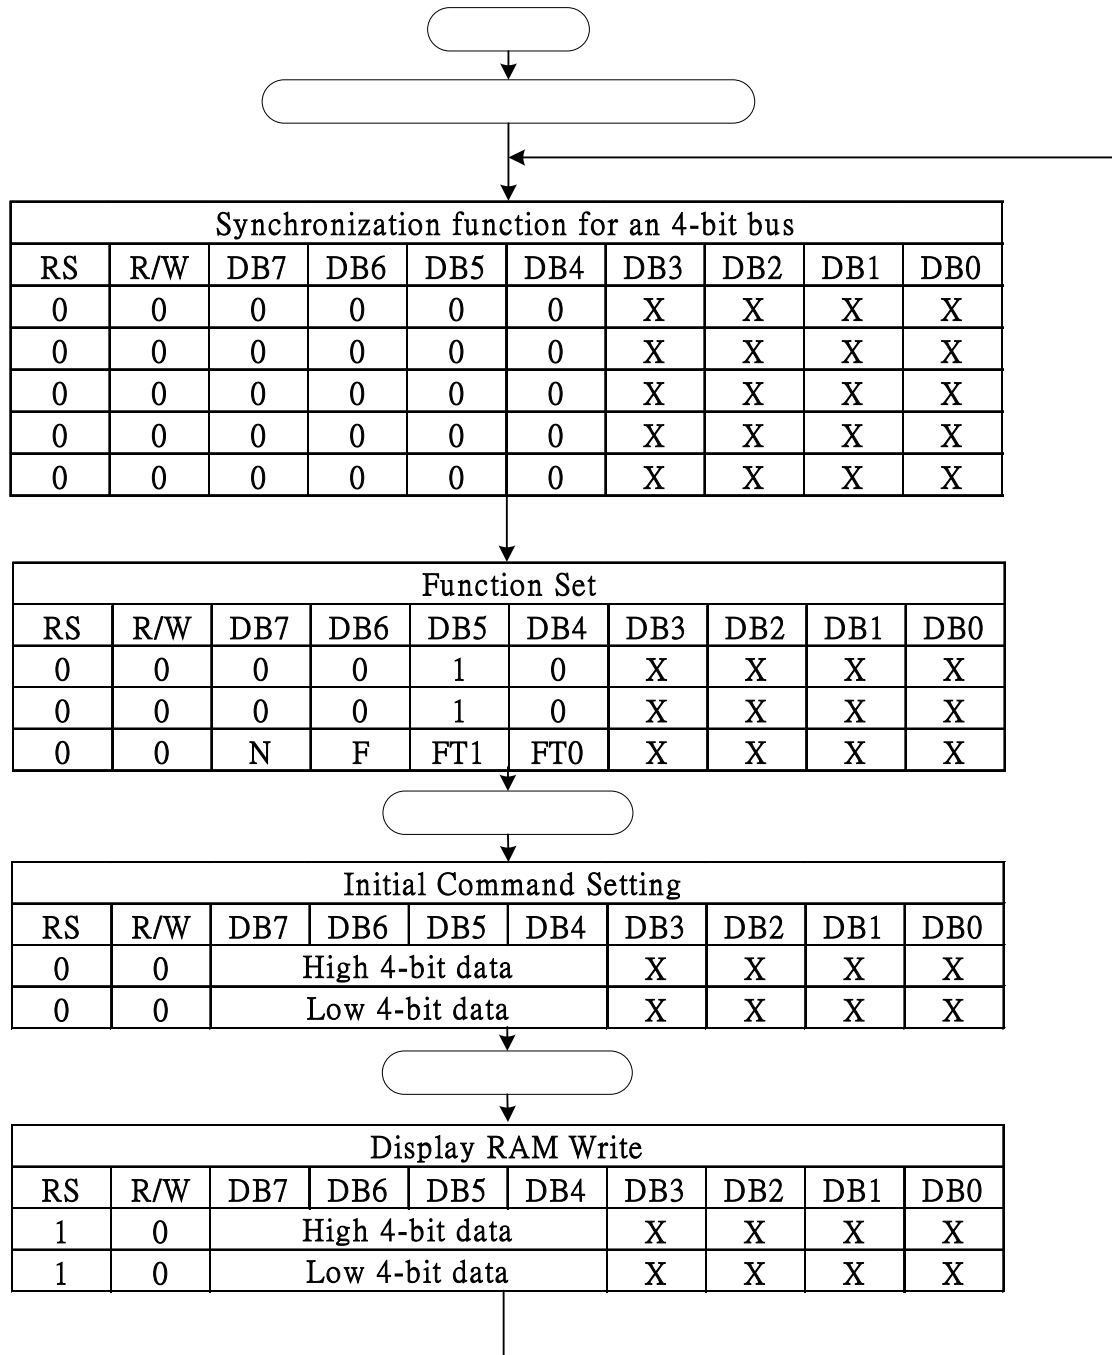 Synchronization function for an 4-bit bus
RS R/W DB7 DB6 DB5 DB4 DB3 DB2 DB1 DB0
0 0 0 0 0 0 X X X X
0 0 0 0 0 0 X X X X
0 0 0 0 0 0 X X X X
0 0 0 0 0 0 X X X X
0 0 0 0 0 0 X X X X
Function Set
RS R/W DB7 DB6 DB5 DB4 DB3 DB2 DB1 DB0
0 0 0 0 1 0 X X X X
0 0 0 0 1 0 X X X X
0 0 N F FT1 FT0 X X X X
Initial Command Setting
RS R/W DB7 DB6 DB5 DB4 DB3 DB2 DB1 DB0
0 0 High 4-bit data X X X X
0 0 Low 4-bit data X X X X
Display RAM Write
RS R/W DB7 DB6 DB5 DB4 DB3 DB2 DB1 DB0
1 0 High 4-bit data X X X X
1 0 Low 4-bit data X X X X